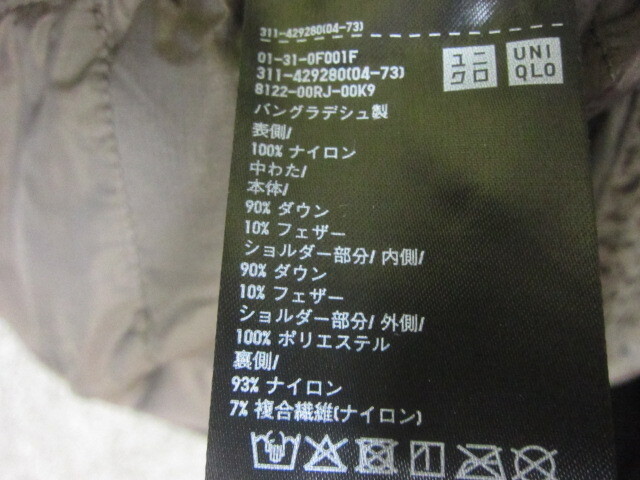 311-429280(04-73)
01-31-0F001F
311-429280(04-73)
8122-00RJ-00K9
ユニ
クロ
UNI
QLO
バングラデシュ製
表側/
100% ナイロン
中わた/
本体/
90% ダウン
10% フェザー
ショルダー部分/ 内側/
90% ダウン
10% フェザー
ショルダー部分/ 外側/
100% ポリエステル
裏側/
93% ナイロン
7% 複合繊維(ナイロン)